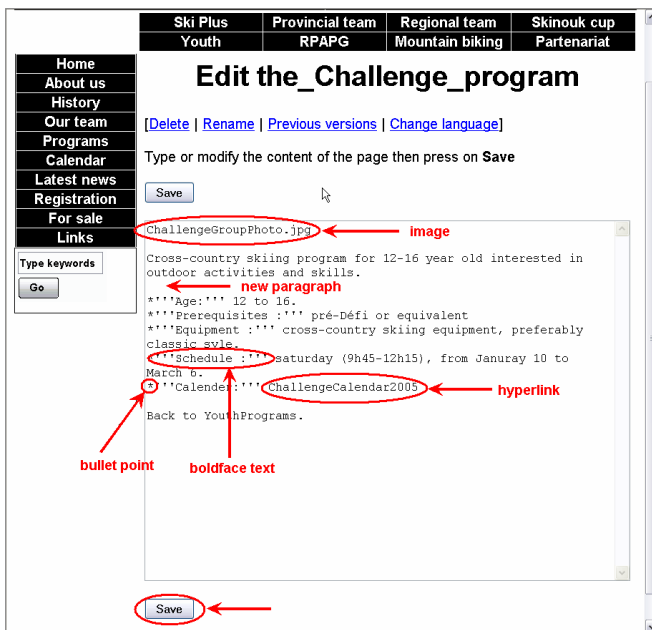 Ski Plus Provincial team Regional team Skinouk cup
Youth RPAPG Mountain biking Partenariat
Home
About us
History
Our team
Programs
Calendar
Latest news
Registration
For sale
Links
Type keywords
Go
Edit the_Challenge_program
[Delete | Rename | Previous versions | Change language]
Type or modify the content of the page then press on Save
Save
ChallengeGroupPhoto.jpg
image
Cross-country skiing program for 12-16 year old interested in
outdoor activities and skills.
new paragraph
*'''Age:''' 12 to 16.
*'''Prerequisites :''' pré-Défi or equivalent
*'''Equipment :''' cross-country skiing equipment, preferably
classic syle.
*'''Schedule :''' saturday (9h45-12h15), from Januray 10 to
March 6.
*'''Calender:''' ChallengeCalendar2005
hyperlink
Back to YouthPrograms.
bullet point
boldface text
Save